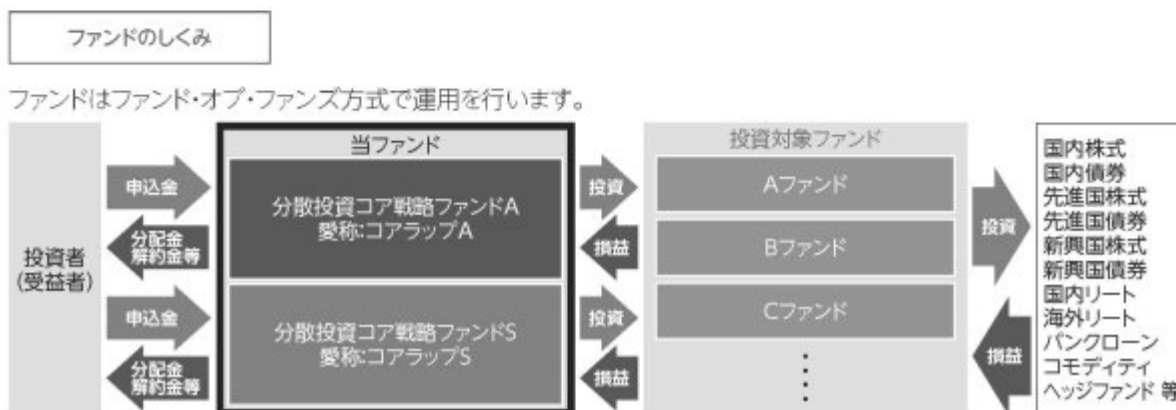 ファンドのしくみ
ファンドはファンド・オブ・ファンズ方式で運用を行います。
投資者
(受益者)
申込金
分配金
解約金等
申込金
分配金
解約金等
当ファンド
分散投資コア戦略ファンドA
愛称:コアラップA
分散投資コア戦略ファンドS
愛称:コアラップS
投資
損益
投資
損益
投資対象ファンド
Aファンド
Bファンド
Cファンド
投資
損益
国内株式
国内債券
先進国株式
先進国債券
新興国株式
新興国債券
国内リート
海外リート
バンクローン
コモディティ
ヘッジファンド 等